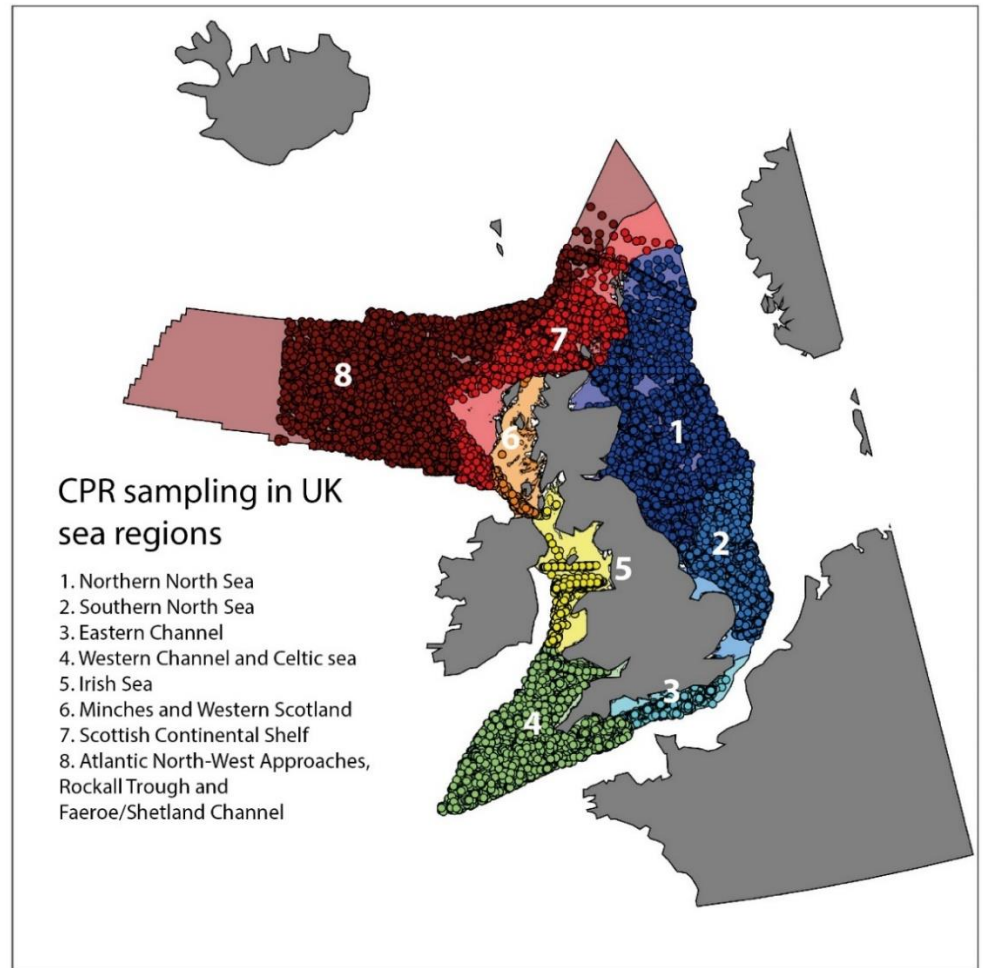 7
8
1
6
CPR sampling in UK
sea regions
2
5
1. Northern North Sea
2. Southern North Sea
3. Eastern Channel
4. Western Channel and Celtic sea
5. Irish Sea
6. Minches and Western Scotland
7. Scottish Continental Shelf
8. Atlantic North-West Approaches,
Rockall Trough and
Faeroe/Shetland Channel
3
4